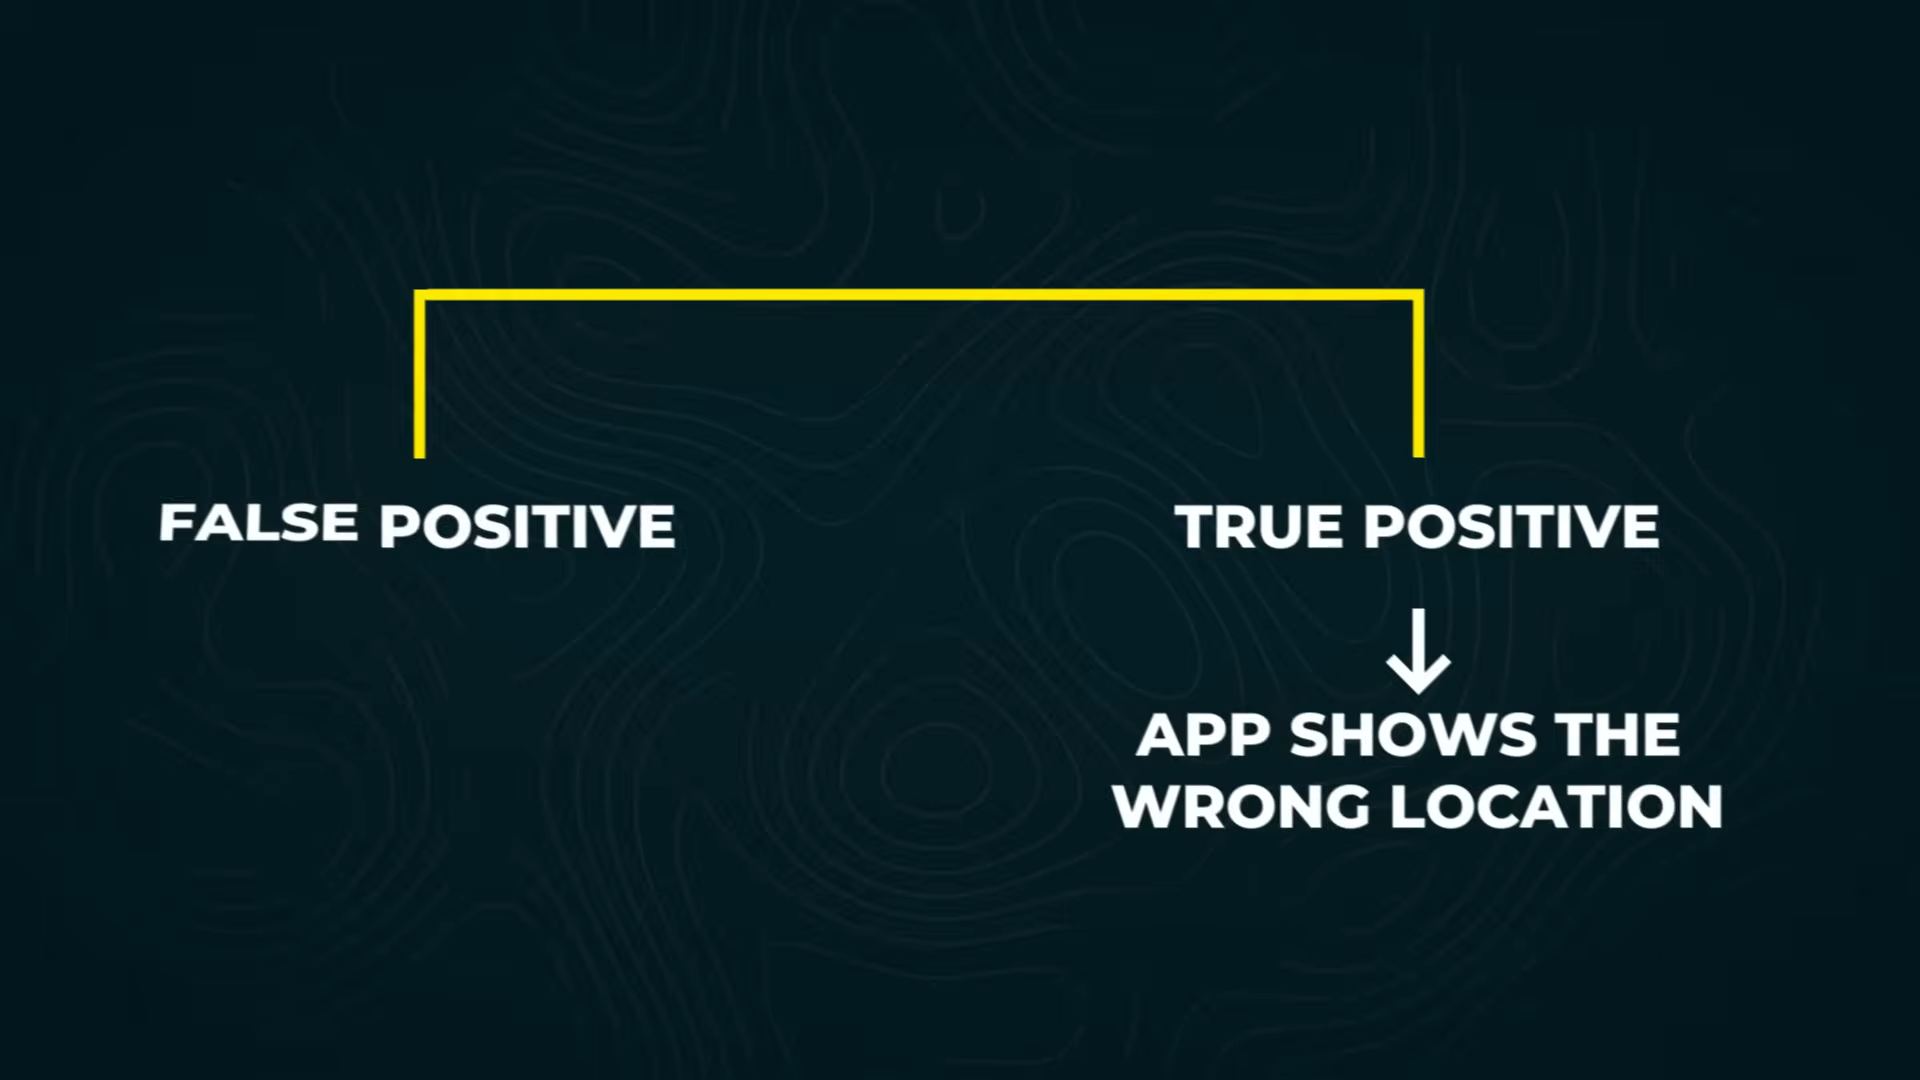 FALSE POSITIVE
TRUE POSITIVE
APP SHOWS THE
WRONG LOCATION